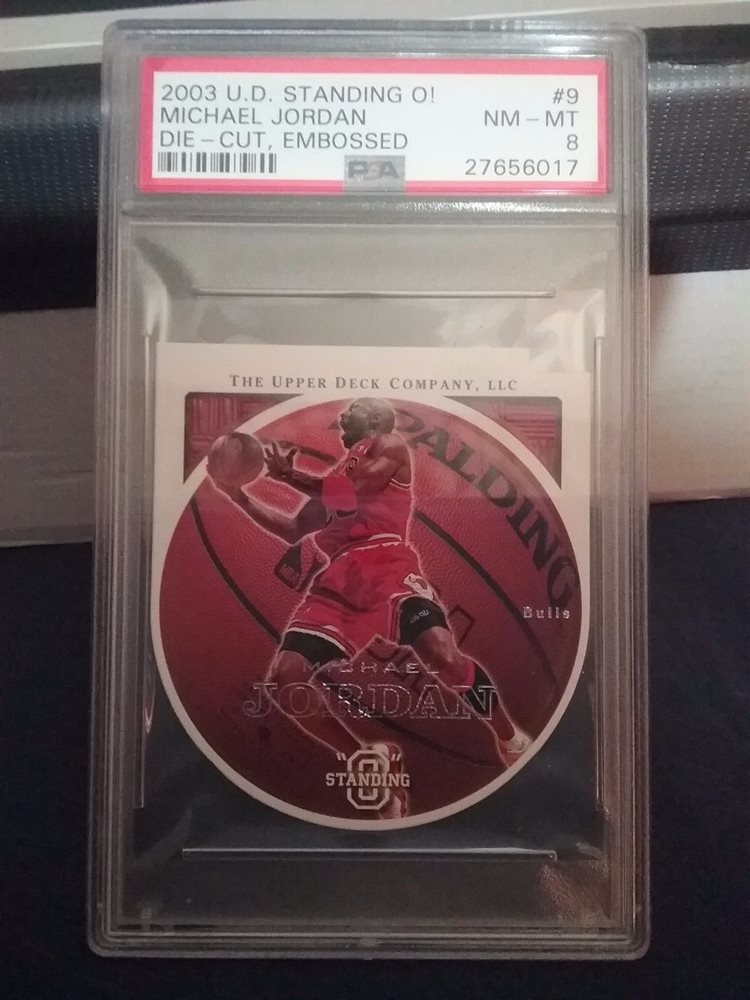 2003 U.D. STANDING O! #9
MICHAEL JORDAN NM - MT
DIE - CUT, EMBOSSED 8
27656017
THE UPPER DECK COMPANY, LLC
SPALDING
NBA
Bulls
MICHAEL
JORDAN
"O"
STANDING